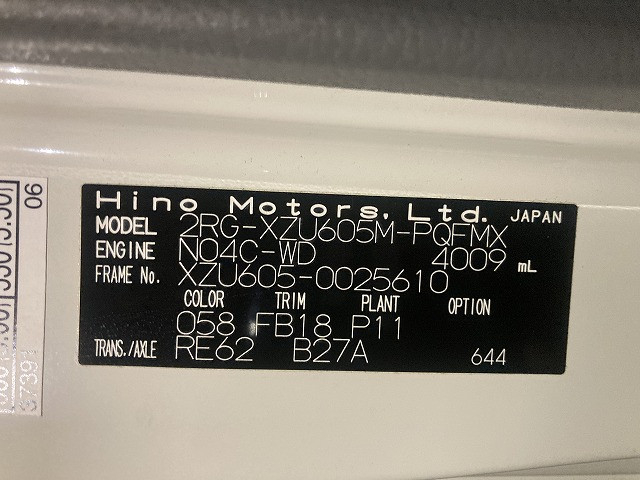 Hino Motors, Ltd. JAPAN
MODEL 2RG-XZU605M-PQFMX
ENGINE N04C-WD 4009 mL
FRAME No. XZU605-0025610
COLOR TRIM PLANT OPTION
058 FB18 P11
TRANS./AXLE RE62 B27A 644
06